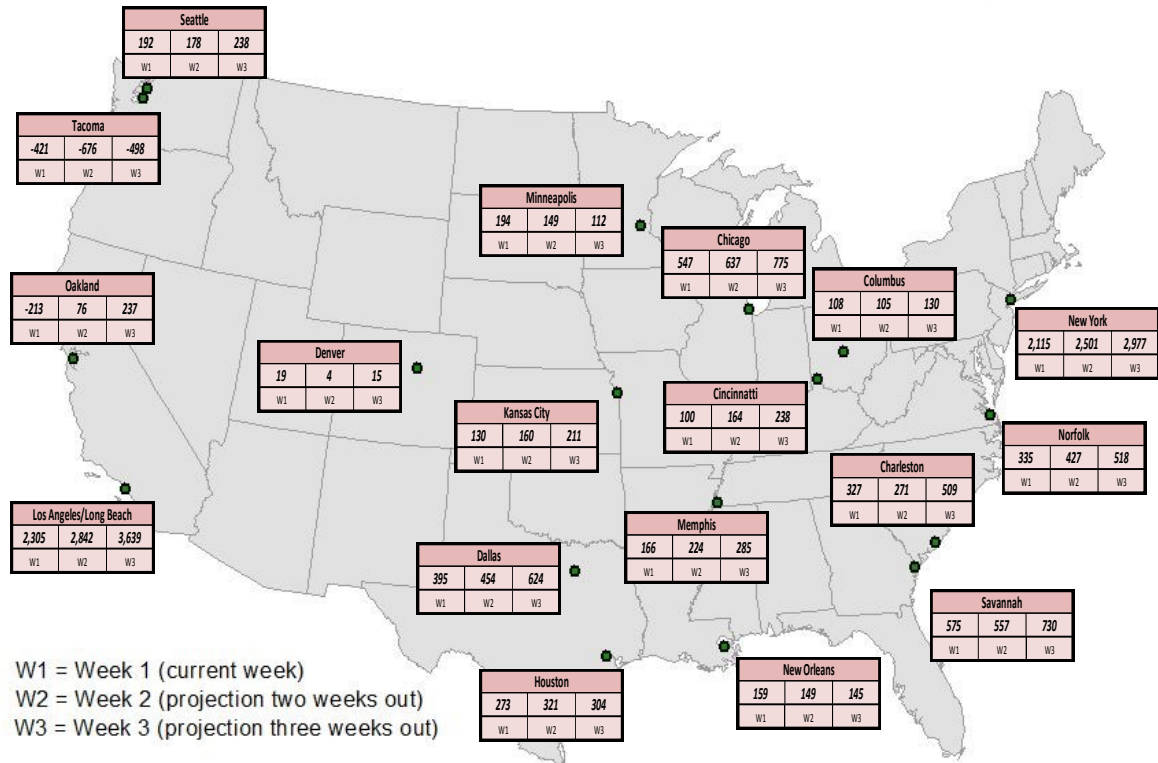 Seattle
192 178 238
W1 W2 W3
Tacoma
-421 -676 -498
W1 W2 W3
Minneapolis
194 149 112
W1 W2 W3
Chicago
547 637 775
W1 W2 W3
Columbus
108 105 130
W1 W2 W3
Oakland
-213 76 237
W1 W2 W3
New York
2,115 2,501 2,977
W1 W2 W3
Denver
19 4 15
W1 W2 W3
Cincinnatti
100 164 238
W1 W2 W3
Kansas City
130 160 211
W1 W2 W3
Norfolk
335 427 518
W1 W2 W3
Charleston
327 271 509
W1 W2 W3
Los Angeles/Long Beach
2,305 2,842 3,639
W1 W2 W3
Memphis
166 224 285
W1 W2 W3
Dallas
395 454 624
W1 W2 W3
Savannah
575 557 730
W1 W2 W3
New Orleans
159 149 145
W1 W2 W3
Houston
273 321 304
W1 W2 W3
W1 = Week 1 (current week)
W2 = Week 2 (projection two weeks out)
W3 = Week 3 (projection three weeks out)